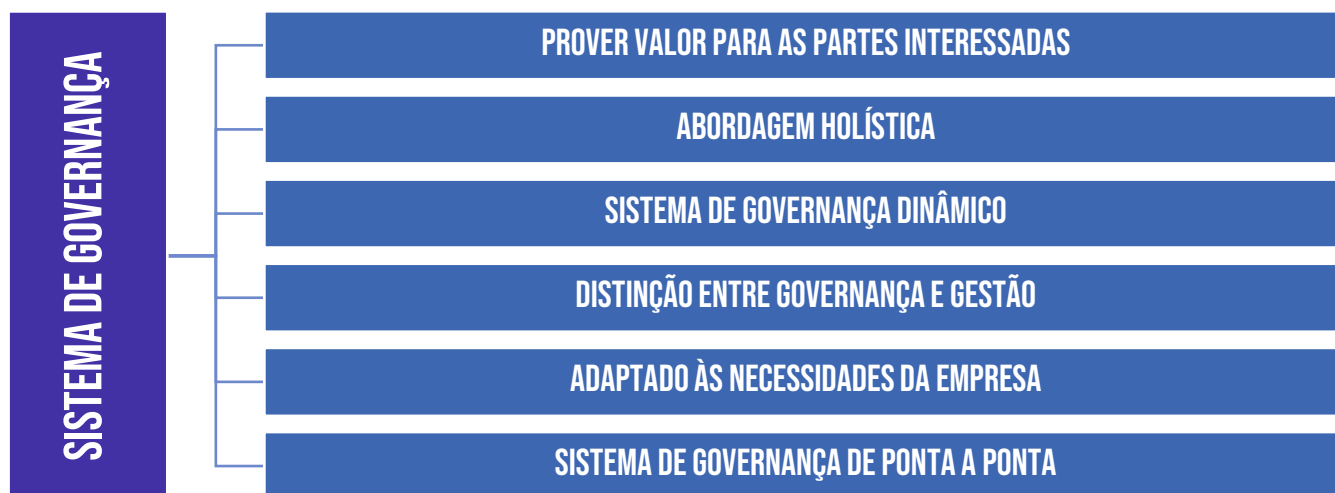 SISTEMA DE GOVERNANÇA
PROVER VALOR PARA AS PARTES INTERESSADAS
ABORDAGEM HOLÍSTICA
SISTEMA DE GOVERNANÇA DINÂMICO
DISTINÇÃO ENTRE GOVERNANÇA E GESTÃO
ADAPTADO ÀS NECESSIDADES DA EMPRESA
SISTEMA DE GOVERNANÇA DE PONTA A PONTA